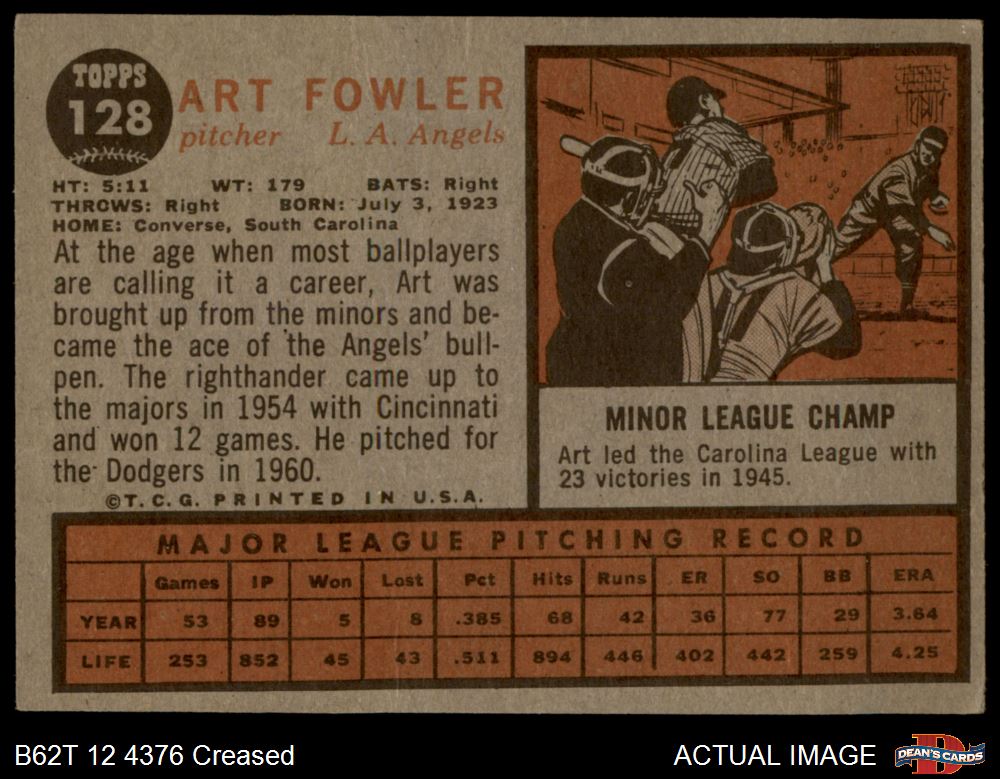 TOPPS
128
ART FOWLER
pitcher L. A. Angels
HT: 5:11 WT: 179 BATS: Right
THROWS: Right BORN: July 3, 1923
HOME: Converse, South Carolina
At the age when most ballplayers
are calling it a career, Art was
brought up from the minors and be-
came the ace of the Angels' bull-
pen. The righthander came up to
the majors in 1954 with Cincinnati
and won 12 games. He pitched for
the Dodgers in 1960.
©T.C.G. PRINTED IN U.S.A.
MINOR LEAGUE CHAMP
Art led the Carolina League with
23 victories in 1945.
MAJOR LEAGUE PITCHING RECORD
Games IP Won Lost Pct Hits Runs ER SO BB ERA
YEAR 53 89 5 8 .385 68 42 36 77 29 3.64
LIFE 253 852 45 43 .511 894 446 402 442 259 4.25
B62T 12 4376 Creased ACTUAL IMAGE DEAN'S CARDS